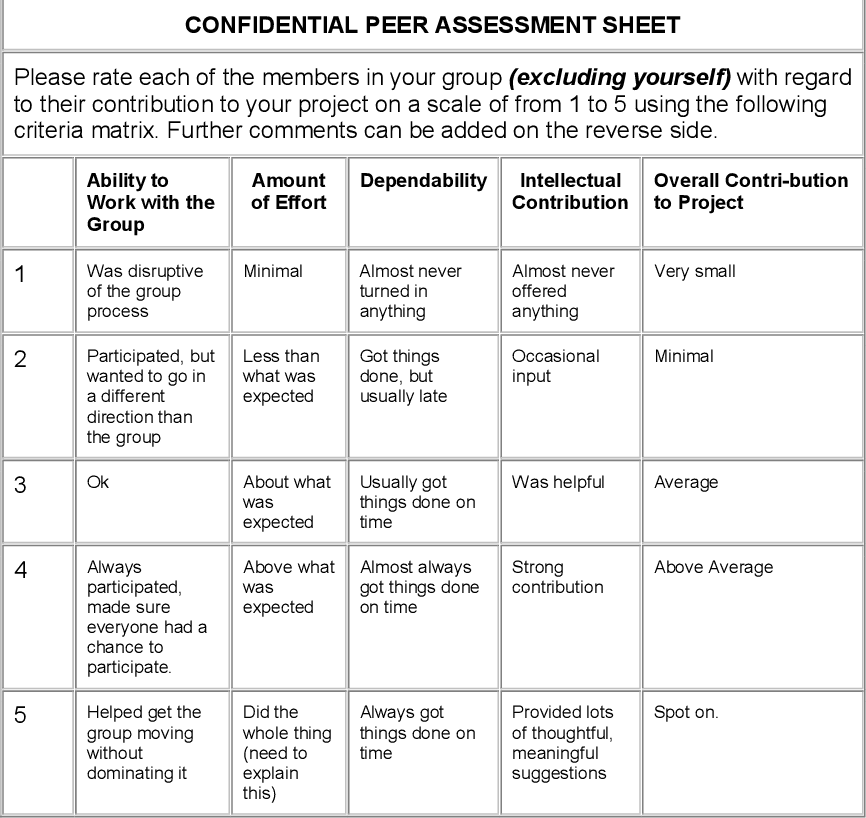 CONFIDENTIAL PEER ASSESSMENT SHEET
Please rate each of the members in your group (excluding yourself) with regard
to their contribution to your project on a scale of from 1 to 5 using the following
criteria matrix. Further comments can be added on the reverse side.
Ability to
Work with the
Group
Amount
of Effort
Dependability
Intellectual
Contribution
Overall Contri-bution
to Project
1
Was disruptive
of the group
process
Minimal
Almost never
turned in
anything
Almost never
offered
anything
Very small
2
Participated, but
wanted to go in
a different
direction than
the group
Less than
what was
expected
Got things
done, but
usually late
Occasional
input
Minimal
3
Ok
About what
was
expected
Usually got
things done on
time
Was helpful
Average
4
Always
participated,
made sure
everyone had a
chance to
participate.
Above what
was
expected
Almost always
got things done
on time
Strong
contribution
Above Average
5
Helped get the
group moving
without
dominating it
Did the
whole thing
(need to
explain
this)
Always got
things done on
time
Provided lots
of thoughtful,
meaningful
suggestions
Spot on.